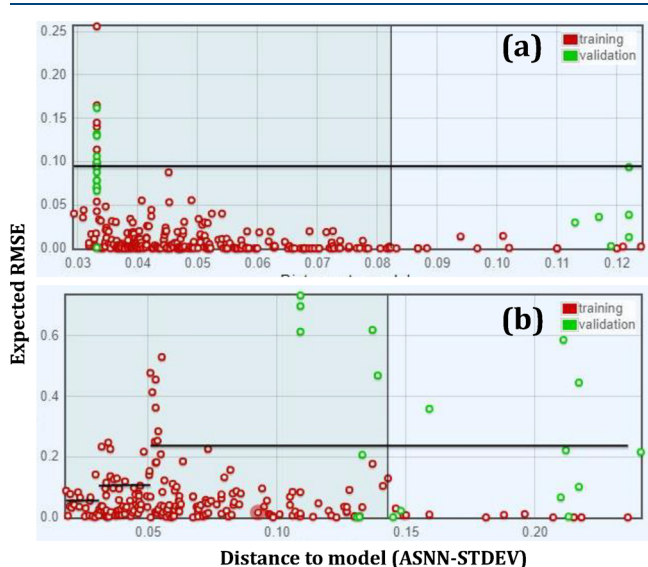 (a)
training
validation
0.25
0.20
0.15
0.10
0.05
0.00
0.03 0.04 0.05 0.06 0.07 0.08 0.09 0.10 0.11 0.12
Expected RMSE
(b)
training
validation
0.6
0.4
0.2
0.0
0.05 0.10 0.15 0.20
Distance to model (ASNN-STDEV)